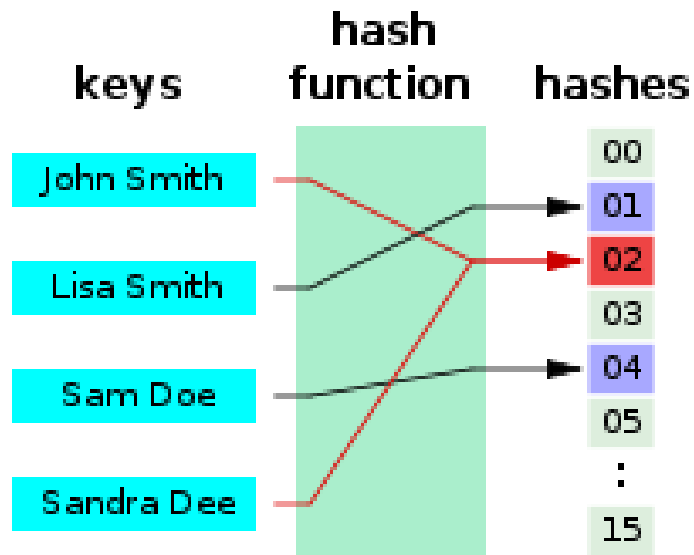 keys
hash
function
hashes
John Smith
Lisa Smith
Sam Doe
Sandra Dee
00
01
02
03
04
05
:
15